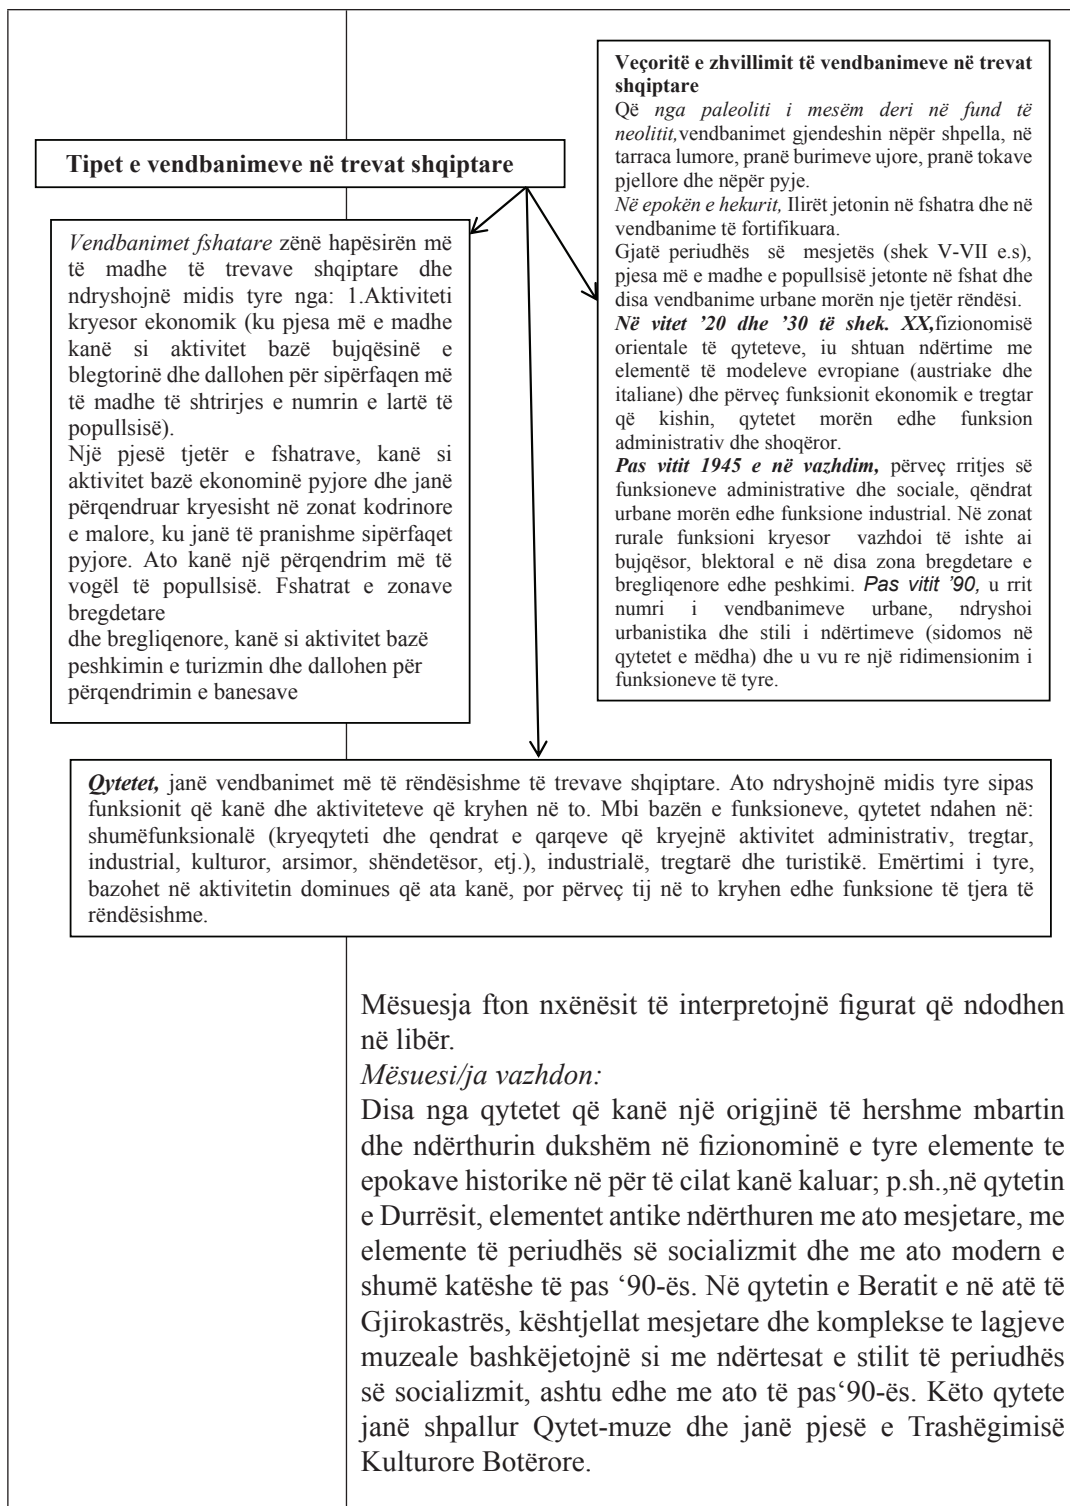 Tipet e vendbanimeve në trevat shqiptare
Vendbanimet fshatare zënë hapësirën më
të madhe të trevave shqiptare dhe
ndryshojnë midis tyre nga: 1.Aktiviteti
kryesor ekonomik (ku pjesa më e madhe
kanë si aktivitet bazë bujqësinë e
blegtorinë dhe dallohen për sipërfaqen më
të madhe të shtrirjes e numrin e lartë të
popullsisë).
Një pjesë tjetër e fshatrave, kanë si
aktivitet bazë ekonominë pyjore dhe janë
përqendruar kryesisht në zonat kodrinore
e malore, ku janë të pranishme sipërfaqet
pyjore. Ato kanë një përqendrim më të
vogël të popullsisë. Fshatrat e zonave
bregdetare
dhe bregliqenore, kanë si aktivitet bazë
peshkimin e turizmin dhe dallohen për
përqendrimin e banesave
Veçoritë e zhvillimit të vendbanimeve në trevat
shqiptare
Që nga paleoliti i mesëm deri në fund të
neolitit,vendbanimet gjendeshin nëpër shpella, në
tarraca lumore, pranë burimeve ujore, pranë tokave
pjellore dhe nëpër pyje.
Në epokën e hekurit, Ilirët jetonin në fshatra dhe në
vendbanime të fortifikuara.
Gjatë periudhës së mesjetës (shek V-VII e.s),
pjesa më e madhe e popullsisë jetonte në fshat dhe
disa vendbanime urbane morën nje tjetër rëndësi.
Në vitet ’20 dhe ’30 të shek. XX,fizionomisë
orientale të qyteteve, iu shtuan ndërtime me
elementë të modeleve evropiane (austriake dhe
italiane) dhe përveç funksionit ekonomik e tregtar
që kishin, qytetet morën edhe funksion
administrativ dhe shoqëror.
Pas vitit 1945 e në vazhdim, përveç rritjes së
funksioneve administrative dhe sociale, qëndrat
urbane morën edhe funksione industrial. Në zonat
rurale funksioni kryesor vazhdoi të ishte ai
bujqësor, blektoral e në disa zona bregdetare e
bregliqenore edhe peshkimi. Pas vitit ’90, u rrit
numri i vendbanimeve urbane, ndryshoi
urbanistika dhe stili i ndërtimeve (sidomos në
qytetet e mëdha) dhe u vu re një ridimensionim i
funksioneve të tyre.
Qytetet, janë vendbanimet më të rëndësishme të trevave shqiptare. Ato ndryshojnë midis tyre sipas
funksionit që kanë dhe aktiviteteve që kryhen në to. Mbi bazën e funksioneve, qytetet ndahen në:
shumëfunksionalë (kryeqyteti dhe qendrat e qarqeve që kryejnë aktivitet administrativ, tregtar,
industrial, kulturor, arsimor, shëndetësor, etj.), industrialë, tregtarë dhe turistikë. Emërtimi i tyre,
bazohet në aktivitetin dominues që ata kanë, por përveç tij në to kryhen edhe funksione të tjera të
rëndësishme.
Mësuesja fton nxënësit të interpretojnë figurat që ndodhen
në libër.
Mësuesi/ja vazhdon:
Disa nga qytetet që kanë një origjinë të hershme mbartin
dhe ndërthurin dukshëm në fizionominë e tyre elemente te
epokave historike në për të cilat kanë kaluar; p.sh.,në qytetin
e Durrësit, elementet antike ndërthuren me ato mesjetare, me
elemente të periudhës së socializmit dhe me ato modern e
shumë katëshe të pas ‘90-ës. Në qytetin e Beratit e në atë të
Gjirokastrës, kështjellat mesjetare dhe komplekse te lagjeve
muzeale bashkëjetojnë si me ndërtesat e stilit të periudhës
së socializmit, ashtu edhe me ato të pas‘90-ës. Këto qytete
janë shpallur Qytet-muze dhe janë pjesë e Trashëgimisë
Kulturore Botërore.